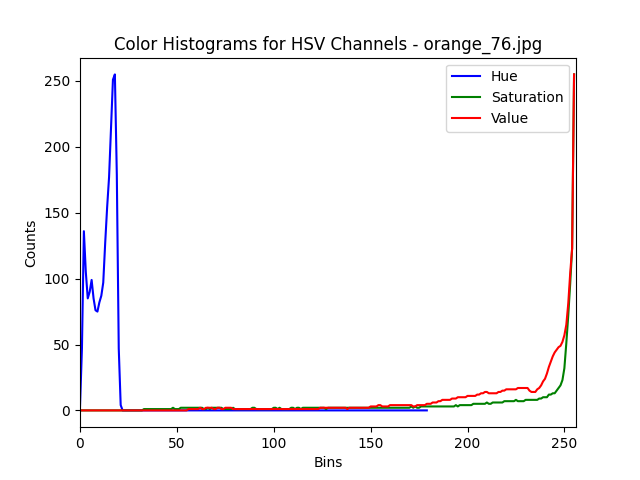 Color Histograms for HSV Channels - orange_76.jpg
Hue
Saturation
Value
Counts
250
200
150
100
50
0
0 50 100 150 200 250
Bins